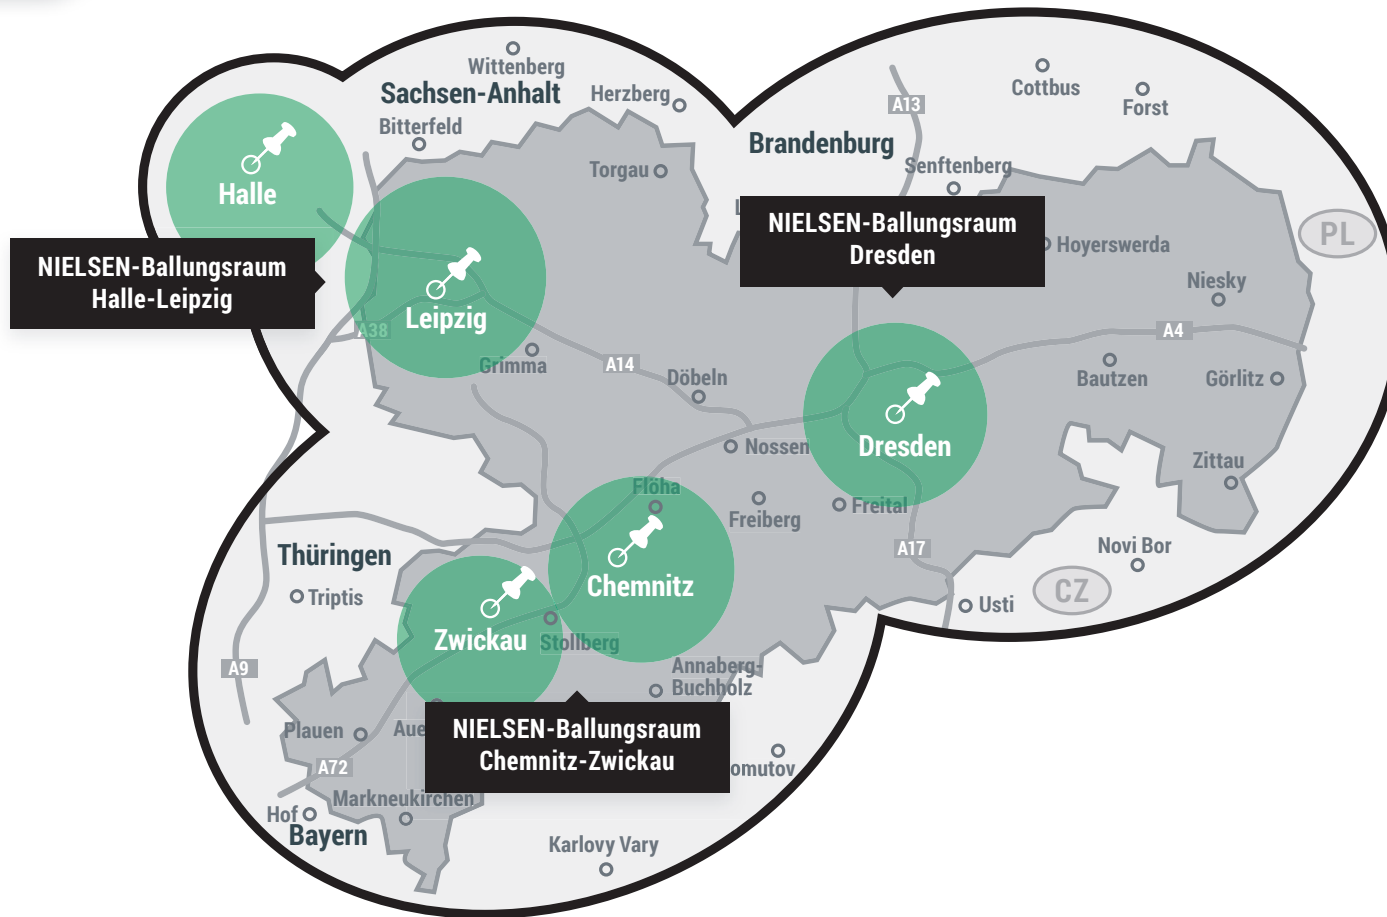 Wittenberg
Sachsen-Anhalt
Herzberg
Bitterfeld
Torgau
Cottbus
Forst
A13
Brandenburg
Senftenberg
Halle
NIELSEN-Ballungsraum
Halle-Leipzig
NIELSEN-Ballungsraum
Dresden
Hoyerswerda
PL
Niesky
Leipzig
A38
Grimma
A14
Döbeln
A4
Bautzen
Görlitz
Nossen
Dresden
Zittau
Flöha
Freiberg
Freital
A17
Novi Bor
CZ
Usti
Thüringen
Triptis
Chemnitz
Zwickau
Stollberg
A9
Annaberg-
Buchholz
Plauen
Aue
NIELSEN-Ballungsraum
Chemnitz-Zwickau
omutov
A72
Markneukirchen
Hof
Bayern
Karlovy Vary